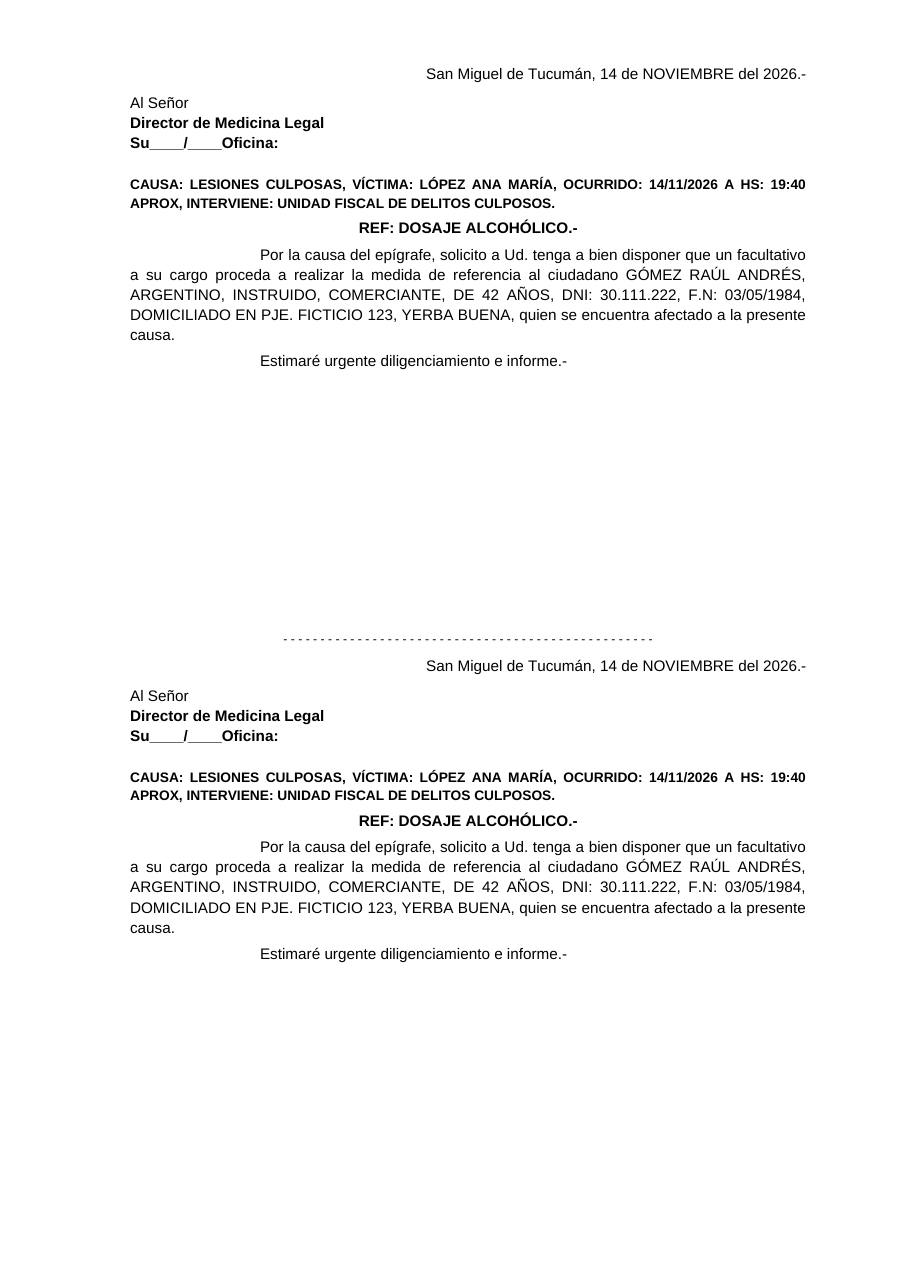 San Miguel de Tucumán, 14 de NOVIEMBRE del 2026.-
Al Señor
Director de Medicina Legal
Su____/____Oficina:
CAUSA: LESIONES CULPOSAS, VÍCTIMA: LÓPEZ ANA MARÍA, OCURRIDO: 14/11/2026 A HS: 19:40
APROX, INTERVIENE: UNIDAD FISCAL DE DELITOS CULPOSOS.
REF: DOSAJE ALCOHÓLICO.-
Por la causa del epígrafe, solicito a Ud. tenga a bien disponer que un facultativo
a su cargo proceda a realizar la medida de referencia al ciudadano GÓMEZ RAÚL ANDRÉS,
ARGENTINO, INSTRUIDO, COMERCIANTE, DE 42 AÑOS, DNI: 30.111.222, F.N: 03/05/1984,
DOMICILIADO EN PJE. FICTICIO 123, YERBA BUENA, quien se encuentra afectado a la presente
causa.
Estimaré urgente diligenciamiento e informe.-
- - - - - - - - - - - - - - - - - - - - - - - - - - - - - - - - - - - - - - - - - - - - - - - - - -
San Miguel de Tucumán, 14 de NOVIEMBRE del 2026.-
Al Señor
Director de Medicina Legal
Su____/____Oficina:
CAUSA: LESIONES CULPOSAS, VÍCTIMA: LÓPEZ ANA MARÍA, OCURRIDO: 14/11/2026 A HS: 19:40
APROX, INTERVIENE: UNIDAD FISCAL DE DELITOS CULPOSOS.
REF: DOSAJE ALCOHÓLICO.-
Por la causa del epígrafe, solicito a Ud. tenga a bien disponer que un facultativo
a su cargo proceda a realizar la medida de referencia al ciudadano GÓMEZ RAÚL ANDRÉS,
ARGENTINO, INSTRUIDO, COMERCIANTE, DE 42 AÑOS, DNI: 30.111.222, F.N: 03/05/1984,
DOMICILIADO EN PJE. FICTICIO 123, YERBA BUENA, quien se encuentra afectado a la presente
causa.
Estimaré urgente diligenciamiento e informe.-